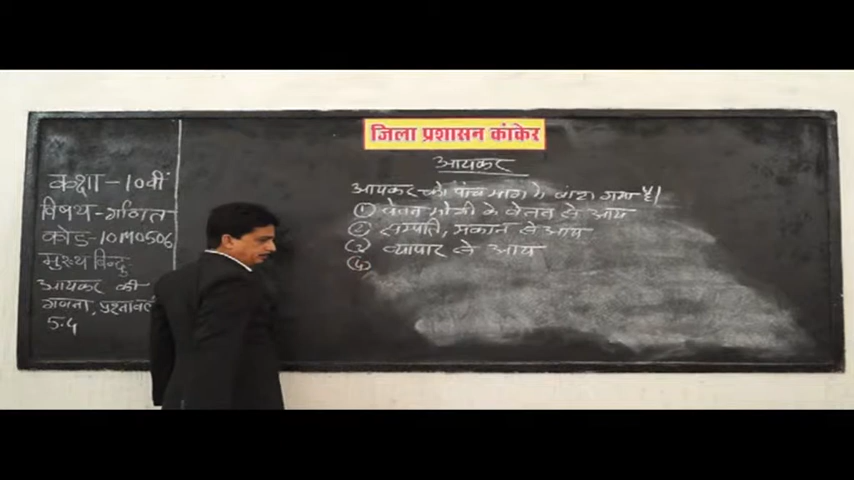 जिला प्रशासन कांकेर
कक्षा - 10वीं
विषय - गणित
कोड - 10M0506
मुख्य बिन्दु
आयकर की
गणना, प्रश्नावली
5.4
आयकर
आयकर को पांच भाग में बांटा गया है।
① वेतन भोगी के वेतन से आय
② सम्पति, मकान से आय
③ व्यापार से आय
④